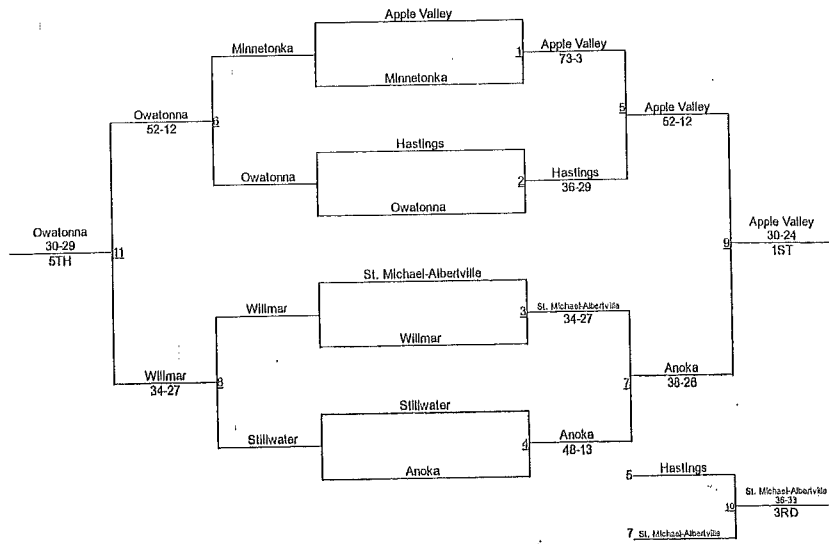 Apple Valley
Minnetonka
1
Apple Valley
73-3
Minnetonka
Owatonna
52-12
6
5
Apple Valley
52-12
Hastings
Owatonna
2
Hastings
36-29
Owatonna
Owatonna
30-29
5TH
11
9
Apple Valley
30-24
1ST
St. Michael-Albertville
Willmar
3
St. Michael-Albertville
34-27
Willmar
Willmar
34-27
8
7
Anoka
38-26
Stillwater
Stillwater
4
Anoka
48-13
Anoka
5
Hastings
10
St. Michael-Albertville
36-33
3RD
7
St. Michael-Albertville